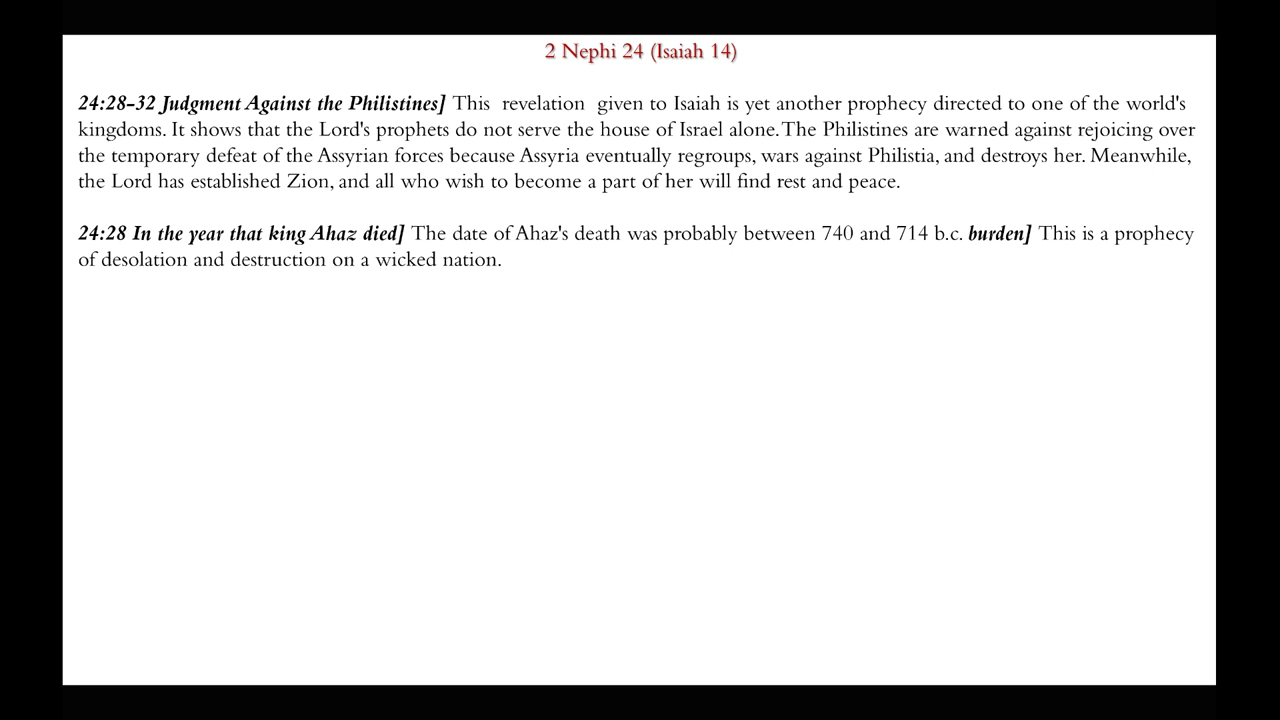 2 Nephi 24 (Isaiah 14)
24:28-32 Judgment Against the Philistines] This revelation given to Isaiah is yet another prophecy directed to one of the world's
kingdoms. It shows that the Lord's prophets do not serve the house of Israel alone. The Philistines are warned against rejoicing over
the temporary defeat of the Assyrian forces because Assyria eventually regroups, wars against Philistia, and destroys her. Meanwhile,
the Lord has established Zion, and all who wish to become a part of her will find rest and peace.
24:28 In the year that king Ahaz died] The date of Ahaz's death was probably between 740 and 714 b.c. burden] This is a prophecy
of desolation and destruction on a wicked nation.